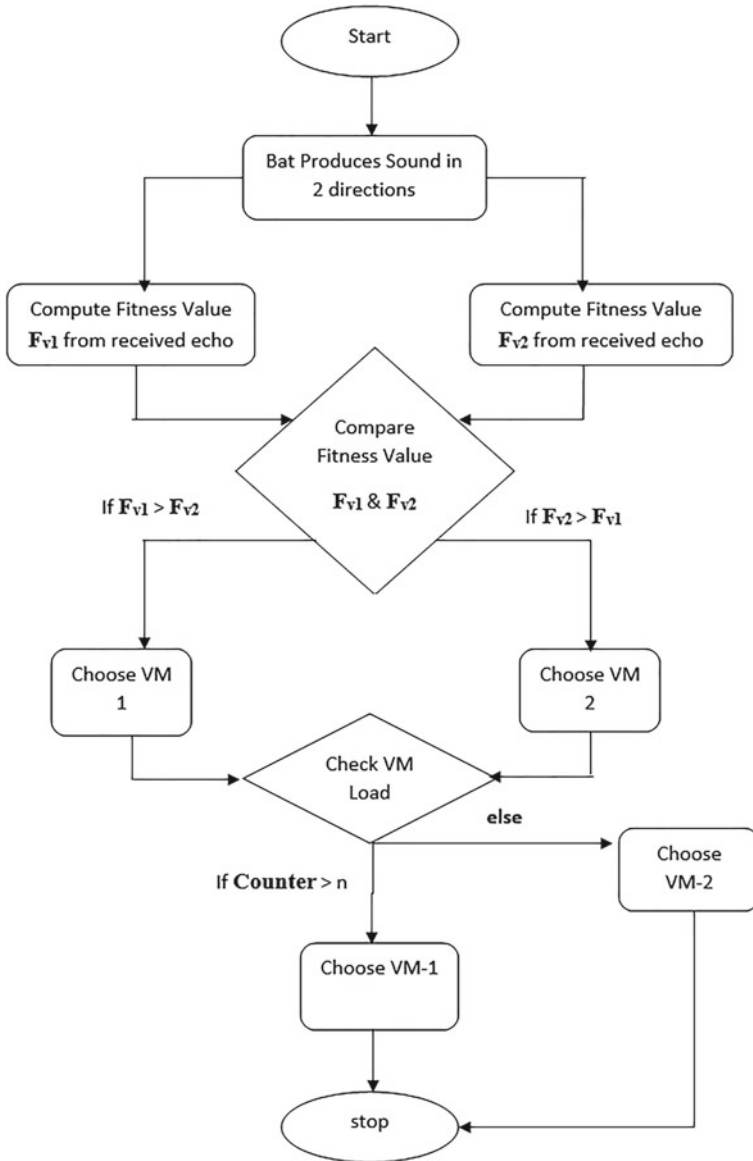 Start
Bat Produces Sound in
2 directions
Compute Fitness Value
Fv1 from received echo
Compute Fitness Value
Fv2 from received echo
Compare
Fitness Value
Fv1 & Fv2
If Fv1 > Fv2
If Fv2 > Fv1
Choose VM
1
Choose VM
2
Check VM
Load
else
If Counter > n
Choose
VM-2
Choose VM-1
stop